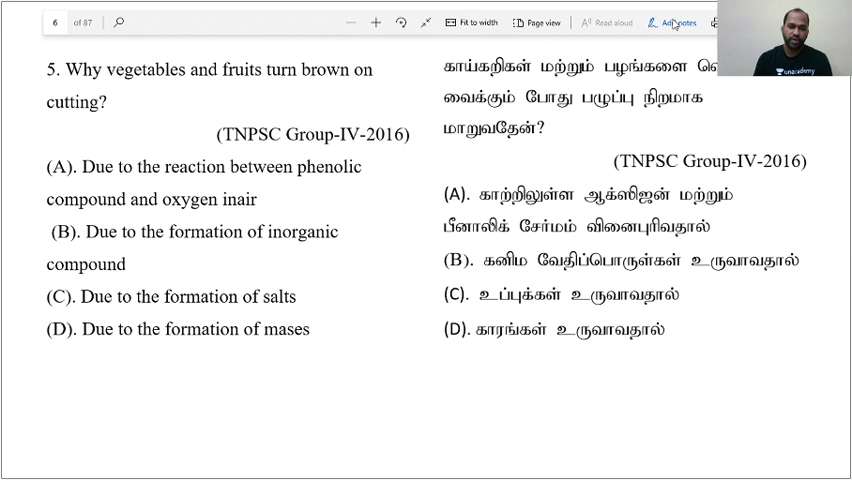 6 of 87 Fit to width Page view Read aloud Add notes
5. Why vegetables and fruits turn brown on
cutting?
(TNPSC Group-IV-2016)
(A). Due to the reaction between phenolic
compound and oxygen inair
(B). Due to the formation of inorganic
compound
(C). Due to the formation of salts
(D). Due to the formation of mases
காய்கறிகள் மற்றும் பழங்களை
வைக்கும் போது பழுப்பு நிறமாக
மாறுவதேன்?
(TNPSC Group-IV-2016)
(A). காற்றிலுள்ள ஆக்ஸிஜன் மற்றும்
பீனாலிக் சேர்மம் வினைபுரிவதால்
(B). கனிம வேதிப்பொருள்கள் உருவாவதால்
(C). உப்புக்கள் உருவாவதால்
(D). காரங்கள் உருவாவதால்
unacademy